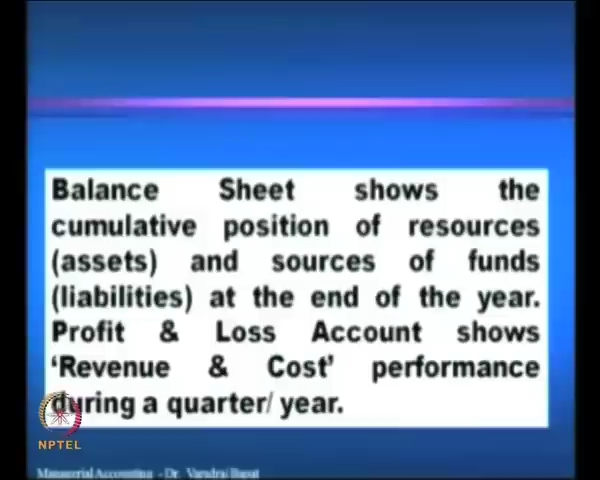 Balance Sheet shows the
cumulative position of resources
(assets) and sources of funds
(liabilities) at the end of the year.
Profit & Loss Account shows
‘Revenue & Cost’ performance
during a quarter/ year.
NPTEL
Managerial Accounting - Dr. Varadraj Bapat